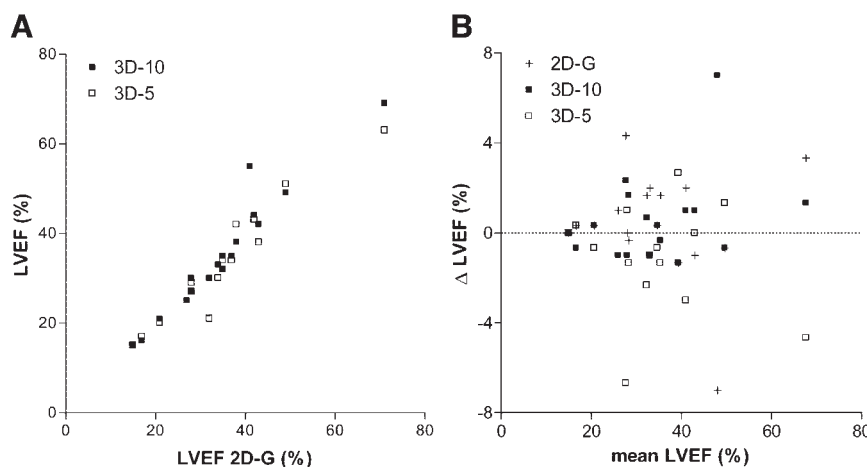 A
80
60
40
20
0
LVEF (%)
3D-10
3D-5
0 20 40 60 80
LVEF 2D-G (%)
B
8
4
0
-4
-8
Δ LVEF (%)
2D-G
3D-10
3D-5
0 20 40 60 80
mean LVEF (%)